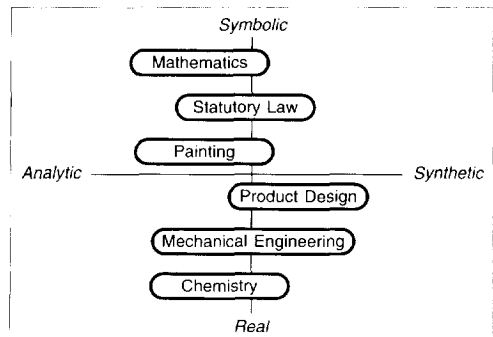 Symbolic
Mathematics
Statutory Law
Painting
Analytic
Synthetic
Product Design
Mechanical Engineering
Chemistry
Real